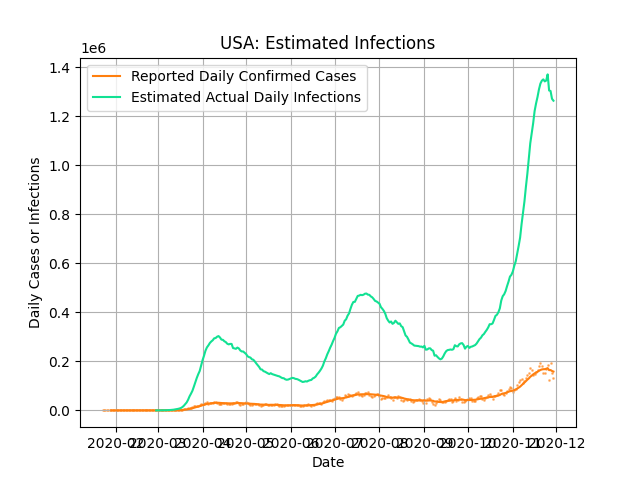 USA: Estimated Infections
1e6
Reported Daily Confirmed Cases
Estimated Actual Daily Infections
1.4
1.2
1.0
0.8
0.6
0.4
0.2
0.0
Daily Cases or Infections
2020-02 2020-03 2020-04 2020-05 2020-06 2020-07 2020-08 2020-09 2020-10 2020-11 2020-12
Date